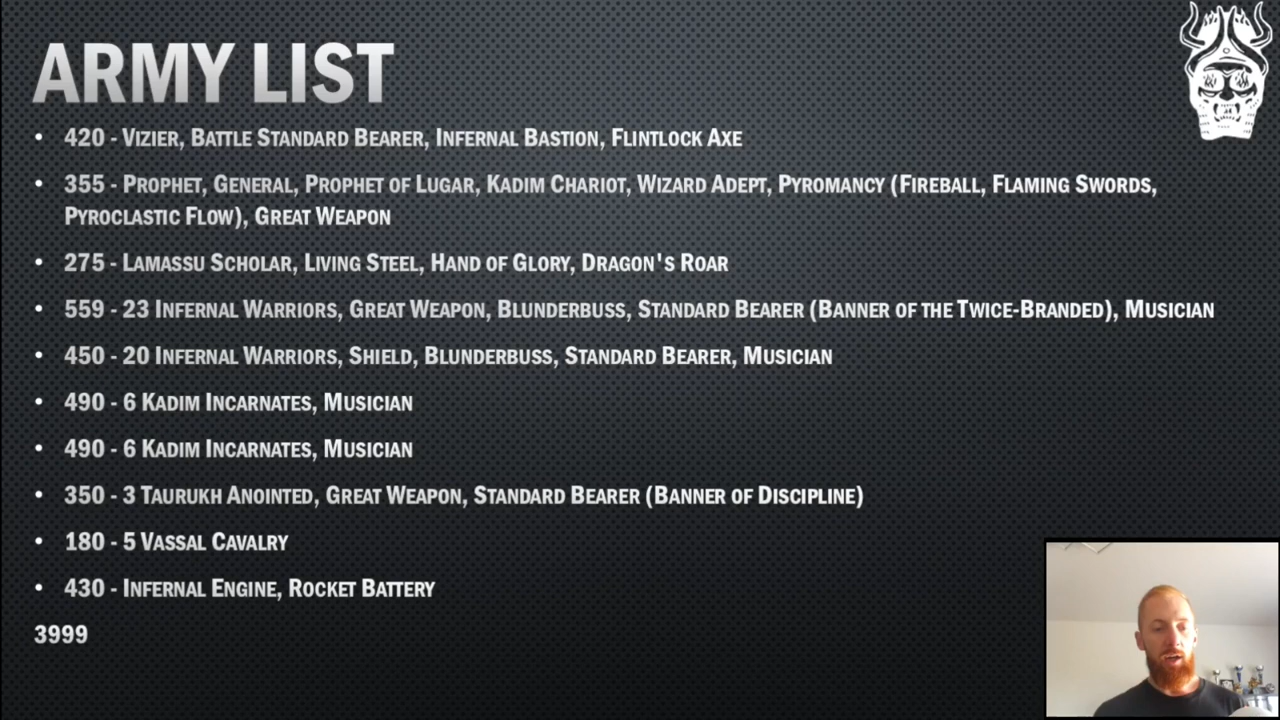 ARMY LIST
• 420 - VIZIER, BATTLE STANDARD BEARER, INFERNAL BASTION, FLINTLOCK AXE
• 355 - PROPHET, GENERAL, PROPHET OF LUGAR, KADIM CHARIOT, WIZARD ADEPT, PYROMANCY (FIREBALL, FLAMING SWORDS,
PYROCLASTIC FLOW), GREAT WEAPON
• 275 - LAMASSU SCHOLAR, LIVING STEEL, HAND OF GLORY, DRAGON'S ROAR
• 559 - 23 INFERNAL WARRIORS, GREAT WEAPON, BLUNDERBUSS, STANDARD BEARER (BANNER OF THE TWICE-BRANDED), MUSICIAN
• 450 - 20 INFERNAL WARRIORS, SHIELD, BLUNDERBUSS, STANDARD BEARER, MUSICIAN
• 490 - 6 KADIM INCARNATES, MUSICIAN
• 490 - 6 KADIM INCARNATES, MUSICIAN
• 350 - 3 TAURUKH ANOINTED, GREAT WEAPON, STANDARD BEARER (BANNER OF DISCIPLINE)
• 180 - 5 VASSAL CAVALRY
• 430 - INFERNAL ENGINE, ROCKET BATTERY
3999